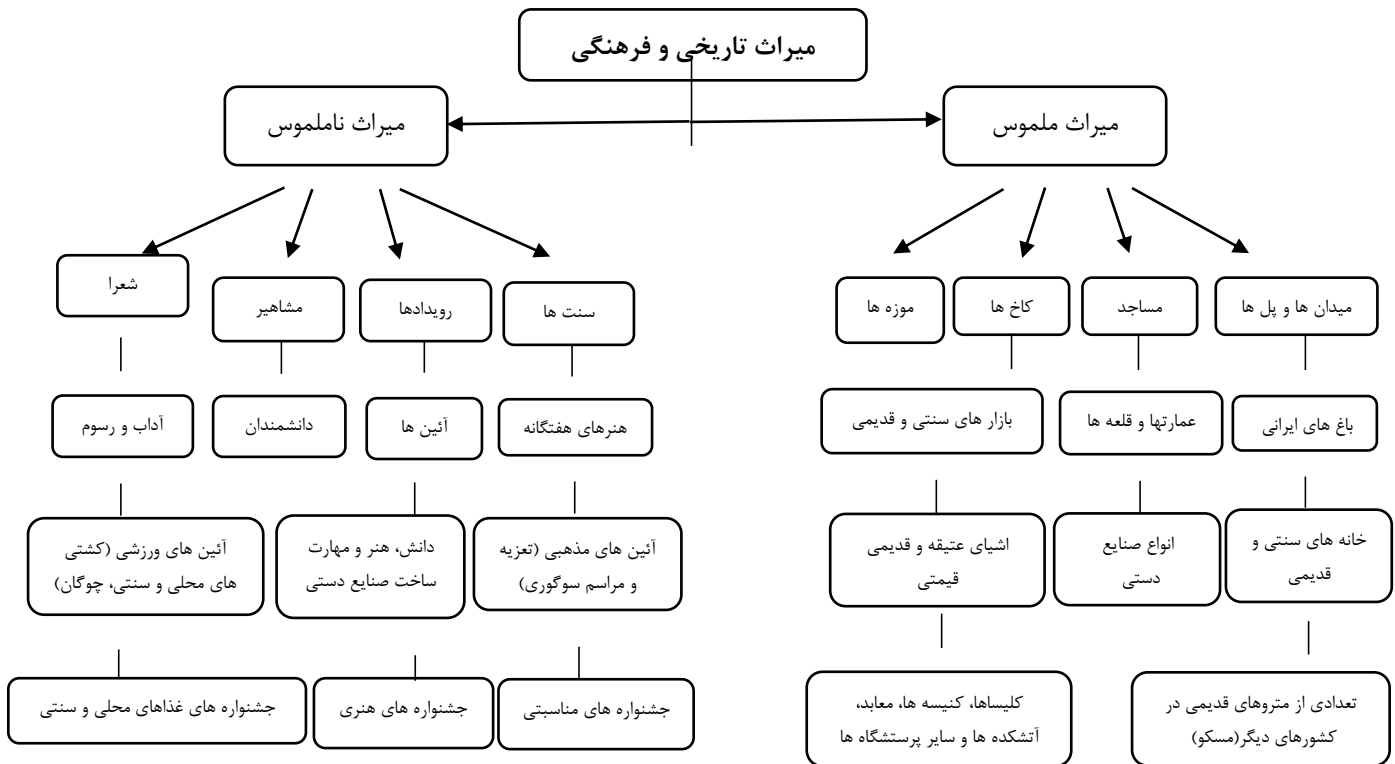 میراث تاریخی و فرهنگی
میراث ملموس
میراث ناملموس
میدان ها و پل ها
مساجد
کاخ ها
موزه ها
سنت ها
رویدادها
مشاهیر
شعرا
باغ های ایرانی
عمارتها و قلعه ها
بازار های سنتی و قدیمی
هنرهای هفتگانه
آئین ها
دانشمندان
آداب و رسوم
خانه های سنتی و
قدیمی
انواع صنایع
دستی
اشیای عتیقه و قدیمی
قیمتی
آئین های مذهبی (تعزیه
و مراسم سوگوری)
دانش، هنر و مهارت
ساخت صنایع دستی
آئین های ورزشی (کشتی
های محلی و سنتی، چوگان)
تعدادی از متروهای قدیمی در
کشورهای دیگر(مسکو)
کلیساها، کنیسه ها، معابد،
آتشکده ها و سایر پرستشگاه ها
جشنواره های مناسبتی
جشنواره های هنری
جشنواره های غذاهای محلی و سنتی